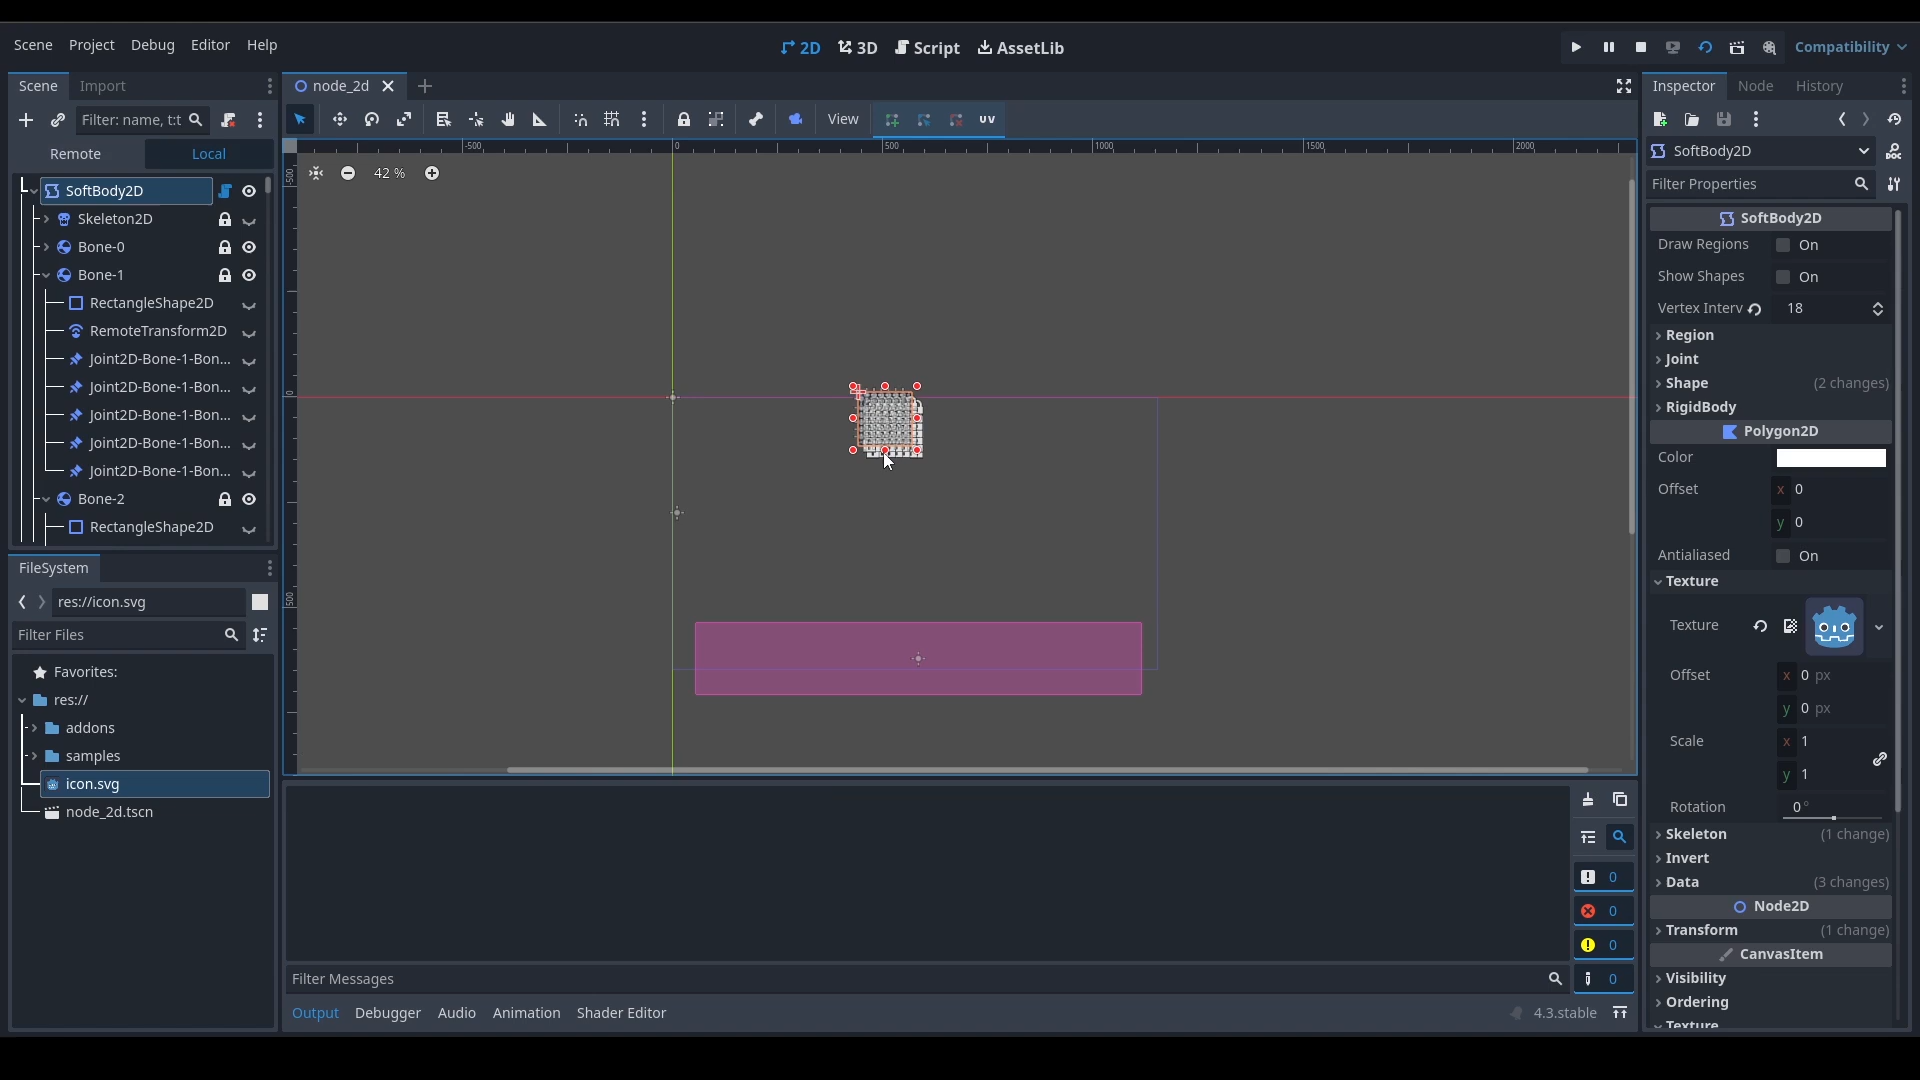 Scene Project Debug Editor Help
2D 3D Script AssetLib
Compatibility
Scene Import
Filter: name, t:t
Remote Local
SoftBody2D
Skeleton2D
Bone-0
Bone-1
RectangleShape2D
RemoteTransform2D
Joint2D-Bone-1-Bon...
Joint2D-Bone-1-Bon...
Joint2D-Bone-1-Bon...
Joint2D-Bone-1-Bon...
Joint2D-Bone-1-Bon...
Bone-2
RectangleShape2D
FileSystem
res://icon.svg
Filter Files
Favorites:
res://
addons
samples
icon.svg
node_2d.tscn
node_2d
View UV
-500 0 500 1000 1500 2000
-500
0
500
42 %
Filter Messages
0
0
0
0
Output Debugger Audio Animation Shader Editor
4.3.stable
Inspector Node History
SoftBody2D DOC
Filter Properties
SoftBody2D
Draw Regions On
Show Shapes On
Vertex Interv 18
Region
Joint
Shape (2 changes)
RigidBody
Polygon2D
Color
Offset x 0
y 0
Antialiased On
Texture
Texture
Offset x 0 px
y 0 px
Scale x 1
y 1
Rotation 0 °
Skeleton (1 change)
Invert
Data (3 changes)
Node2D
Transform (1 change)
CanvasItem
Visibility
Ordering
Texture